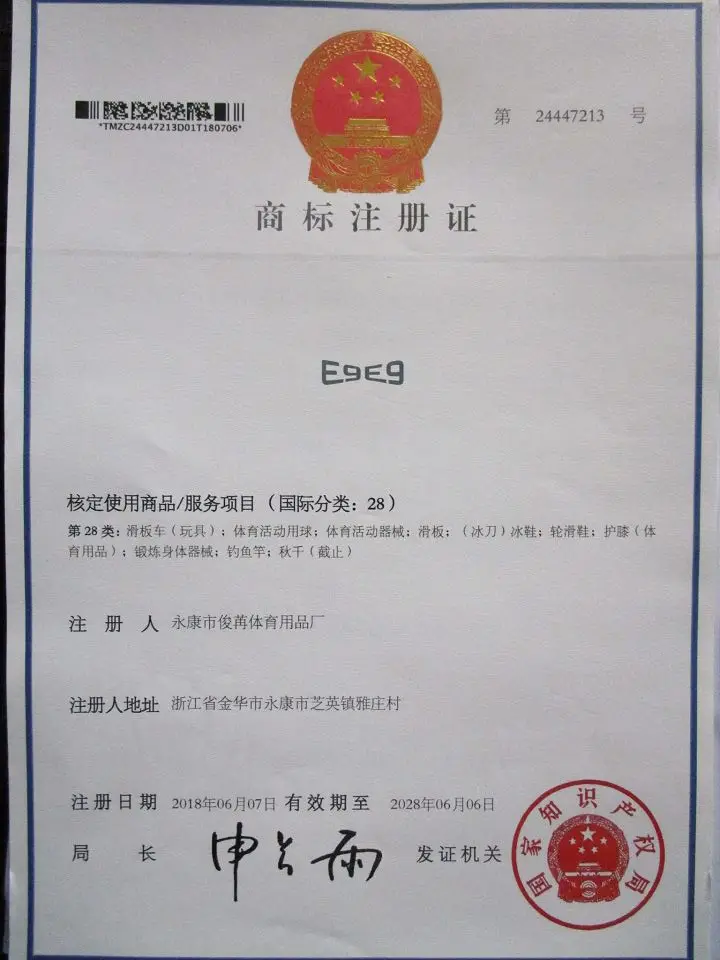 *TMZC24447213D01T180706*
第 24447213 号
商标注册证
EgEg
核定使用商品/服务项目（国际分类：28）
第28类：滑板车（玩具）；体育活动用球；体育活动器械；滑板；（冰刀）冰鞋；轮滑鞋；护膝（体
育用品）；锻炼身体器械；钓鱼竿；秋千（截止）
注册人 永康市俊苒体育用品厂
注册人地址 浙江省金华市永康市芝英镇雅庄村
注册日期 2018年06月07日 有效期至 2028年06月06日
局长 申长雨 发证机关
国家知识产权局